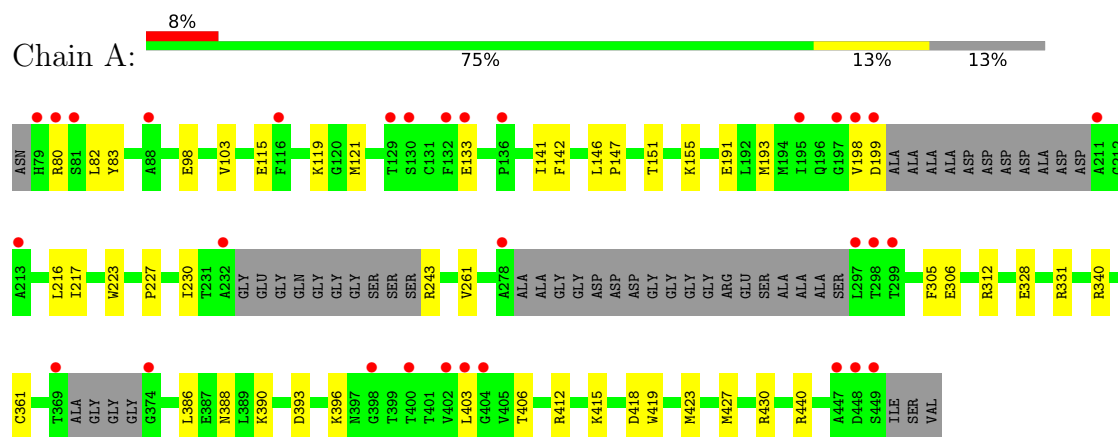 8%
Chain A:
75% 13% 13%
ASN H79 R80 S81 L82 Y83 A88 E98 V103 E115 F116 K119 G120 M121 T129 S130 C131 F132 E133 P136 I141 F142 L146 P147 T151 K155 E191 L192 M193 M194 I195 Q196 G197 V198 D199 ALA ALA ALA ALA ASP ASP ASP ASP ASP ALA ASP ASP A211 G212
A213 L216 I217 W223 P227 I230 T231 A232 GLY GLU GLY GLN GLY GLY GLY SER SER SER R243 V261 A278 ALA ALA GLY GLY ASP ASP ASP GLY GLY GLY GLY ARG GLU SER ALA ALA ALA SER L297 T298 T299 F305 E306 R312 E328 R331 R340
C361 T369 ALA GLY GLY GLY G374 L386 E387 N388 L389 K390 D393 K396 N397 G398 T399 T400 T401 V402 L403 G404 V405 T406 R412 K415 D418 W419 M423 M427 R430 R440 A447 D448 S449 ILE SER VAL